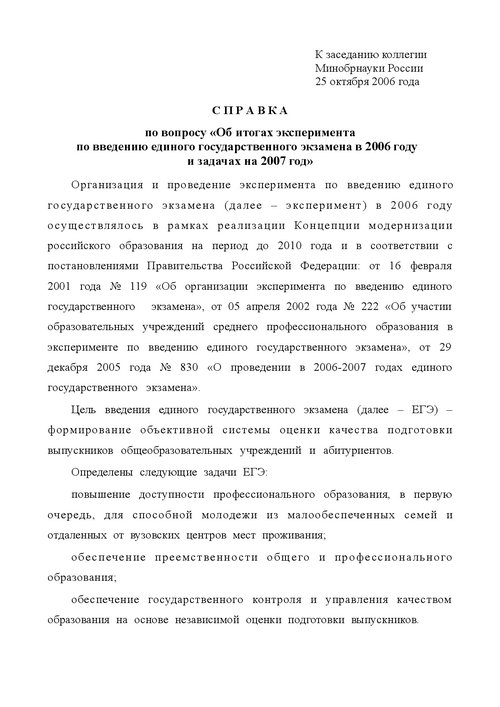 К заседанию коллегии
Минобрнауки России
25 октября 2006 года
С П Р А В К А
по вопросу «Об итогах эксперимента
по введению единого государственного экзамена в 2006 году
и задачах на 2007 год»
Организация и проведение эксперимента по введению единого
государственного экзамена (далее – эксперимент) в 2006 году
осуществлялось в рамках реализации Концепции модернизации
российского образования на период до 2010 года и в соответствии с
постановлениями Правительства Российской Федерации: от 16 февраля
2001 года № 119 «Об организации эксперимента по введению единого
государственного экзамена», от 05 апреля 2002 года № 222 «Об участии
образовательных учреждений среднего профессионального образования в
эксперименте по введению единого государственного экзамена», от 29
декабря 2005 года № 830 «О проведении в 2006-2007 годах единого
государственного экзамена».
Цель введения единого государственного экзамена (далее – ЕГЭ) –
формирование объективной системы оценки качества подготовки
выпускников общеобразовательных учреждений и абитуриентов.
Определены следующие задачи ЕГЭ:
повышение доступности профессионального образования, в первую
очередь, для способной молодежи из малообеспеченных семей и
отдаленных от вузовских центров мест проживания;
обеспечение преемственности общего и профессионального
образования;
обеспечение государственного контроля и управления качеством
образования на основе независимой оценки подготовки выпускников.